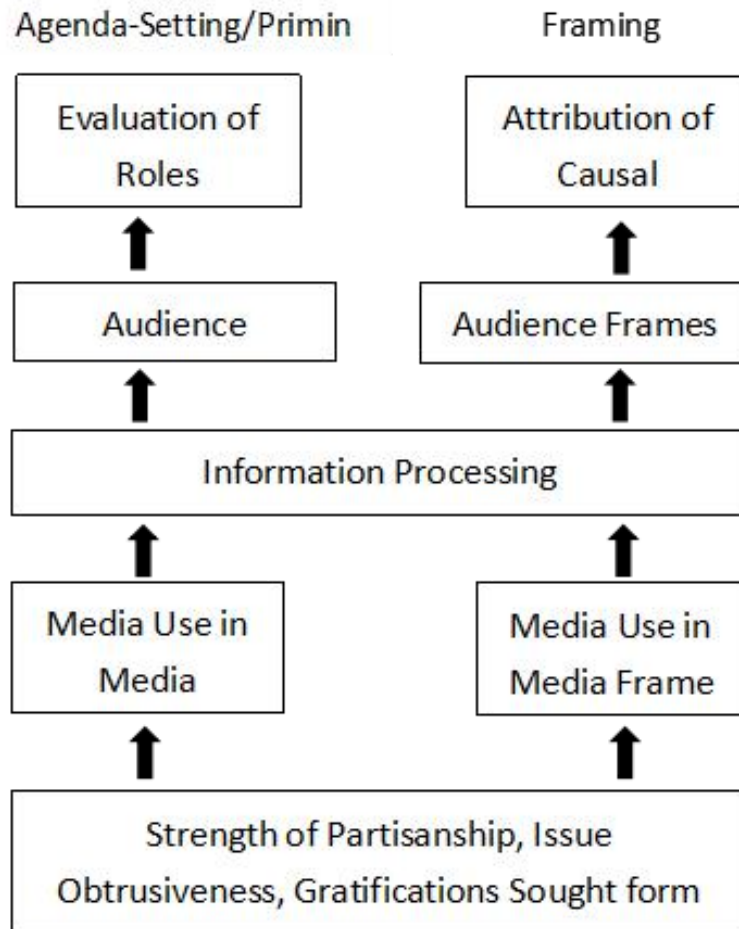 Agenda-Setting/Primin
Framing
Evaluation of
Roles
Attribution of
Causal
Audience
Audience Frames
Information Processing
Media Use in
Media
Media Use in
Media Frame
Strength of Partisanship, Issue
Obtrusiveness, Gratifications Sought form